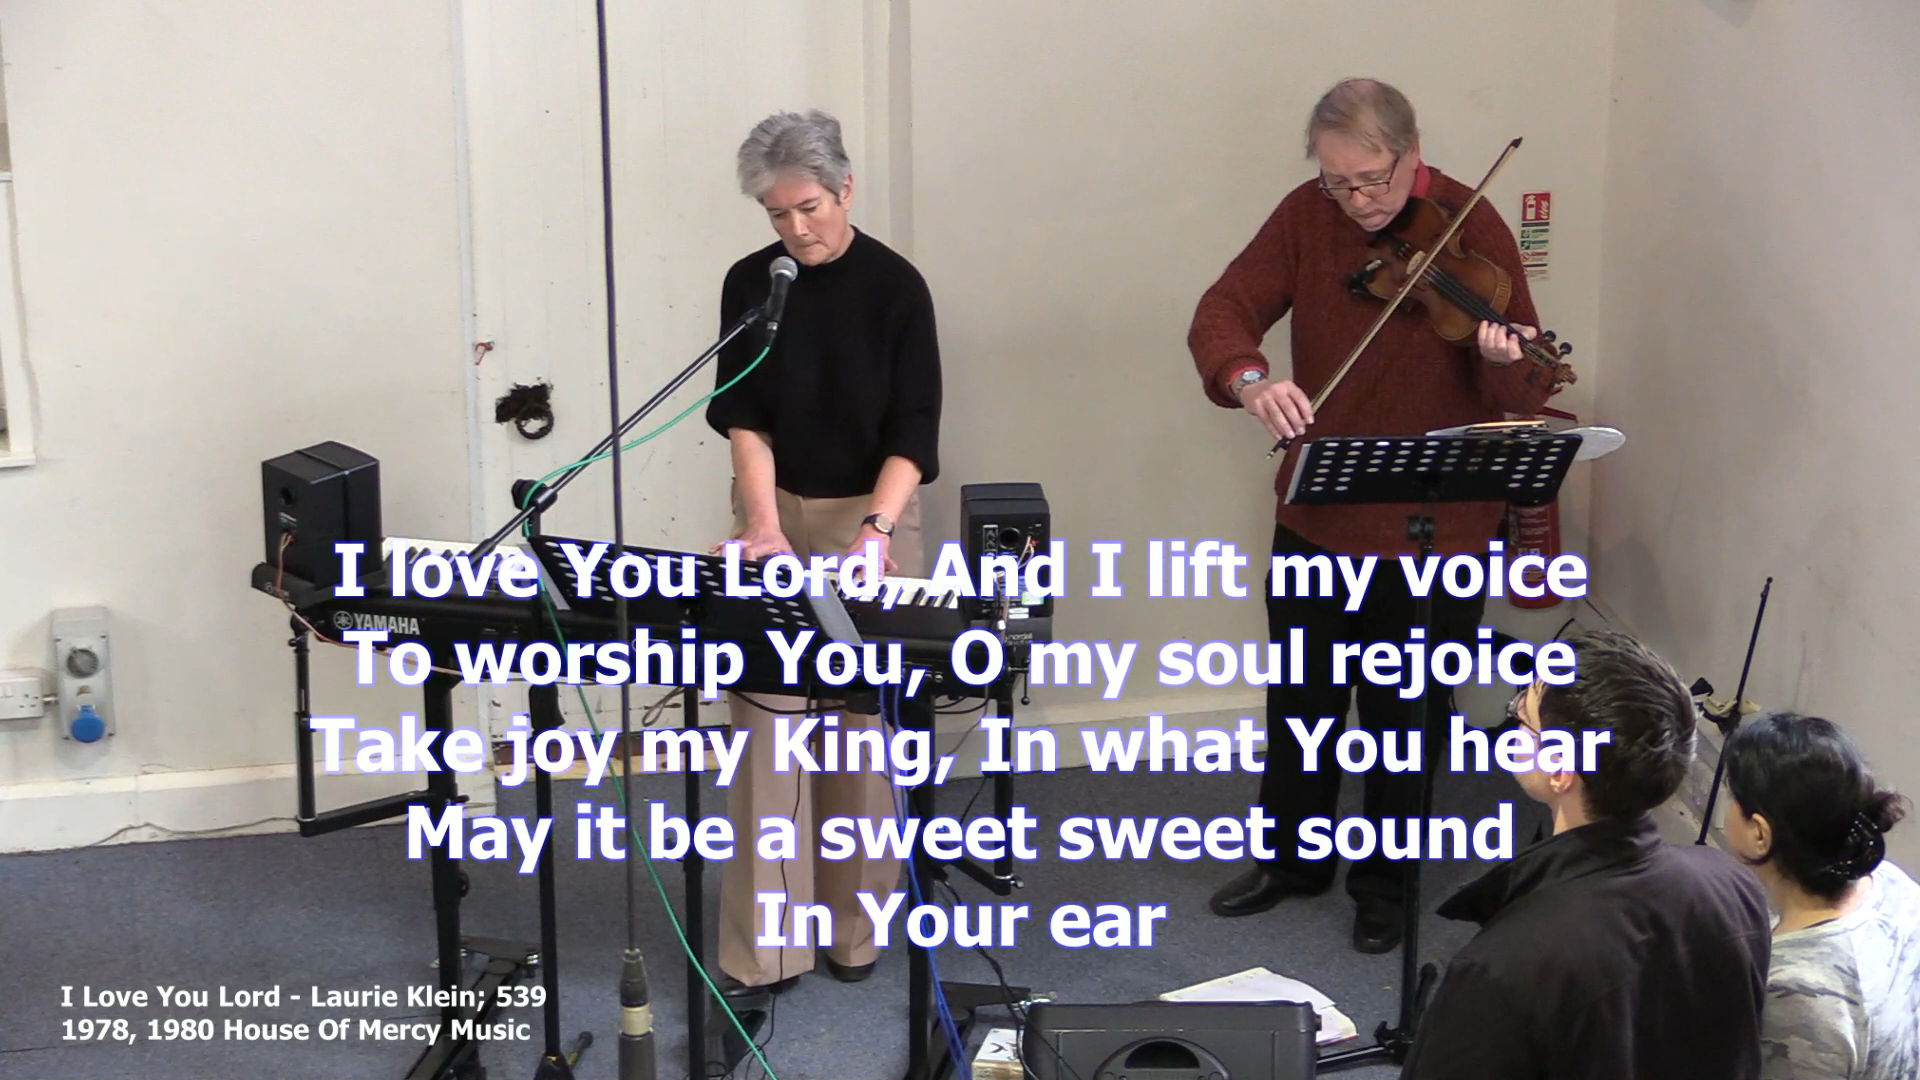 YAMAHA
I love You Lord, And I lift my voice
To worship You, O my soul rejoice
Take joy my King, In what You hear
May it be a sweet sweet sound
In Your ear
I Love You Lord - Laurie Klein; 539
1978, 1980 House Of Mercy Music